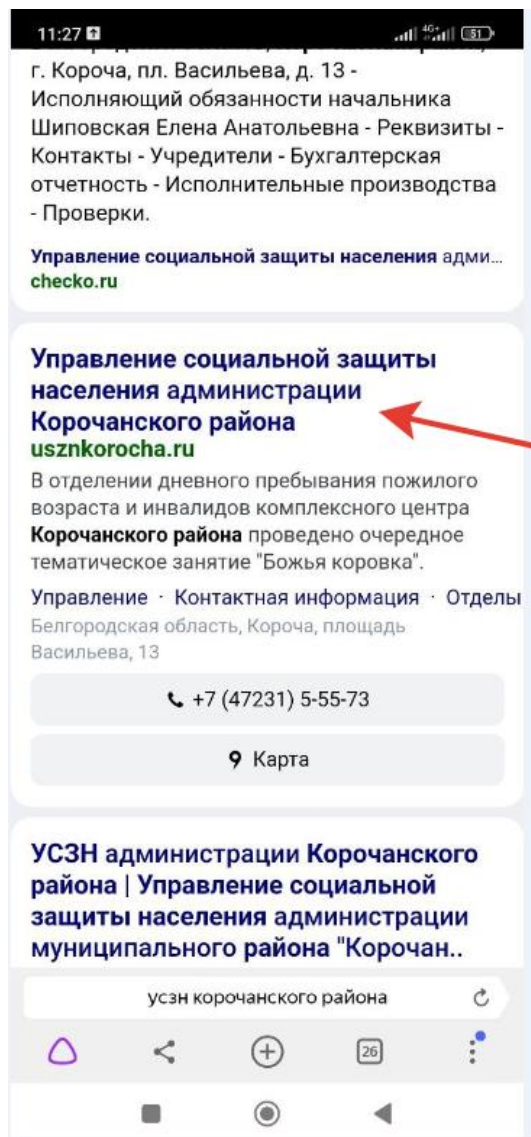 11:27
4G+
51
г. Короча, пл. Васильева, д. 13 -
Исполняющий обязанности начальника
Шиповская Елена Анатольевна - Реквизиты -
Контакты - Учредители - Бухгалтерская
отчетность - Исполнительные производства
- Проверки.
Управление социальной защиты населения адми...
checko.ru
Управление социальной защиты
населения администрации
Корочанского района
usznkorocha.ru
В отделении дневного пребывания пожилого
возраста и инвалидов комплексного центра
Корочанского района проведено очередное
тематическое занятие "Божья коровка".
Управление · Контактная информация · Отделы
Белгородская область, Короча, площадь
Васильева, 13
+7 (47231) 5-55-73
Карта
УСЗН администрации Корочанского
района | Управление социальной
защиты населения администрации
муниципального района "Корочан..
усзн корочанского района
26